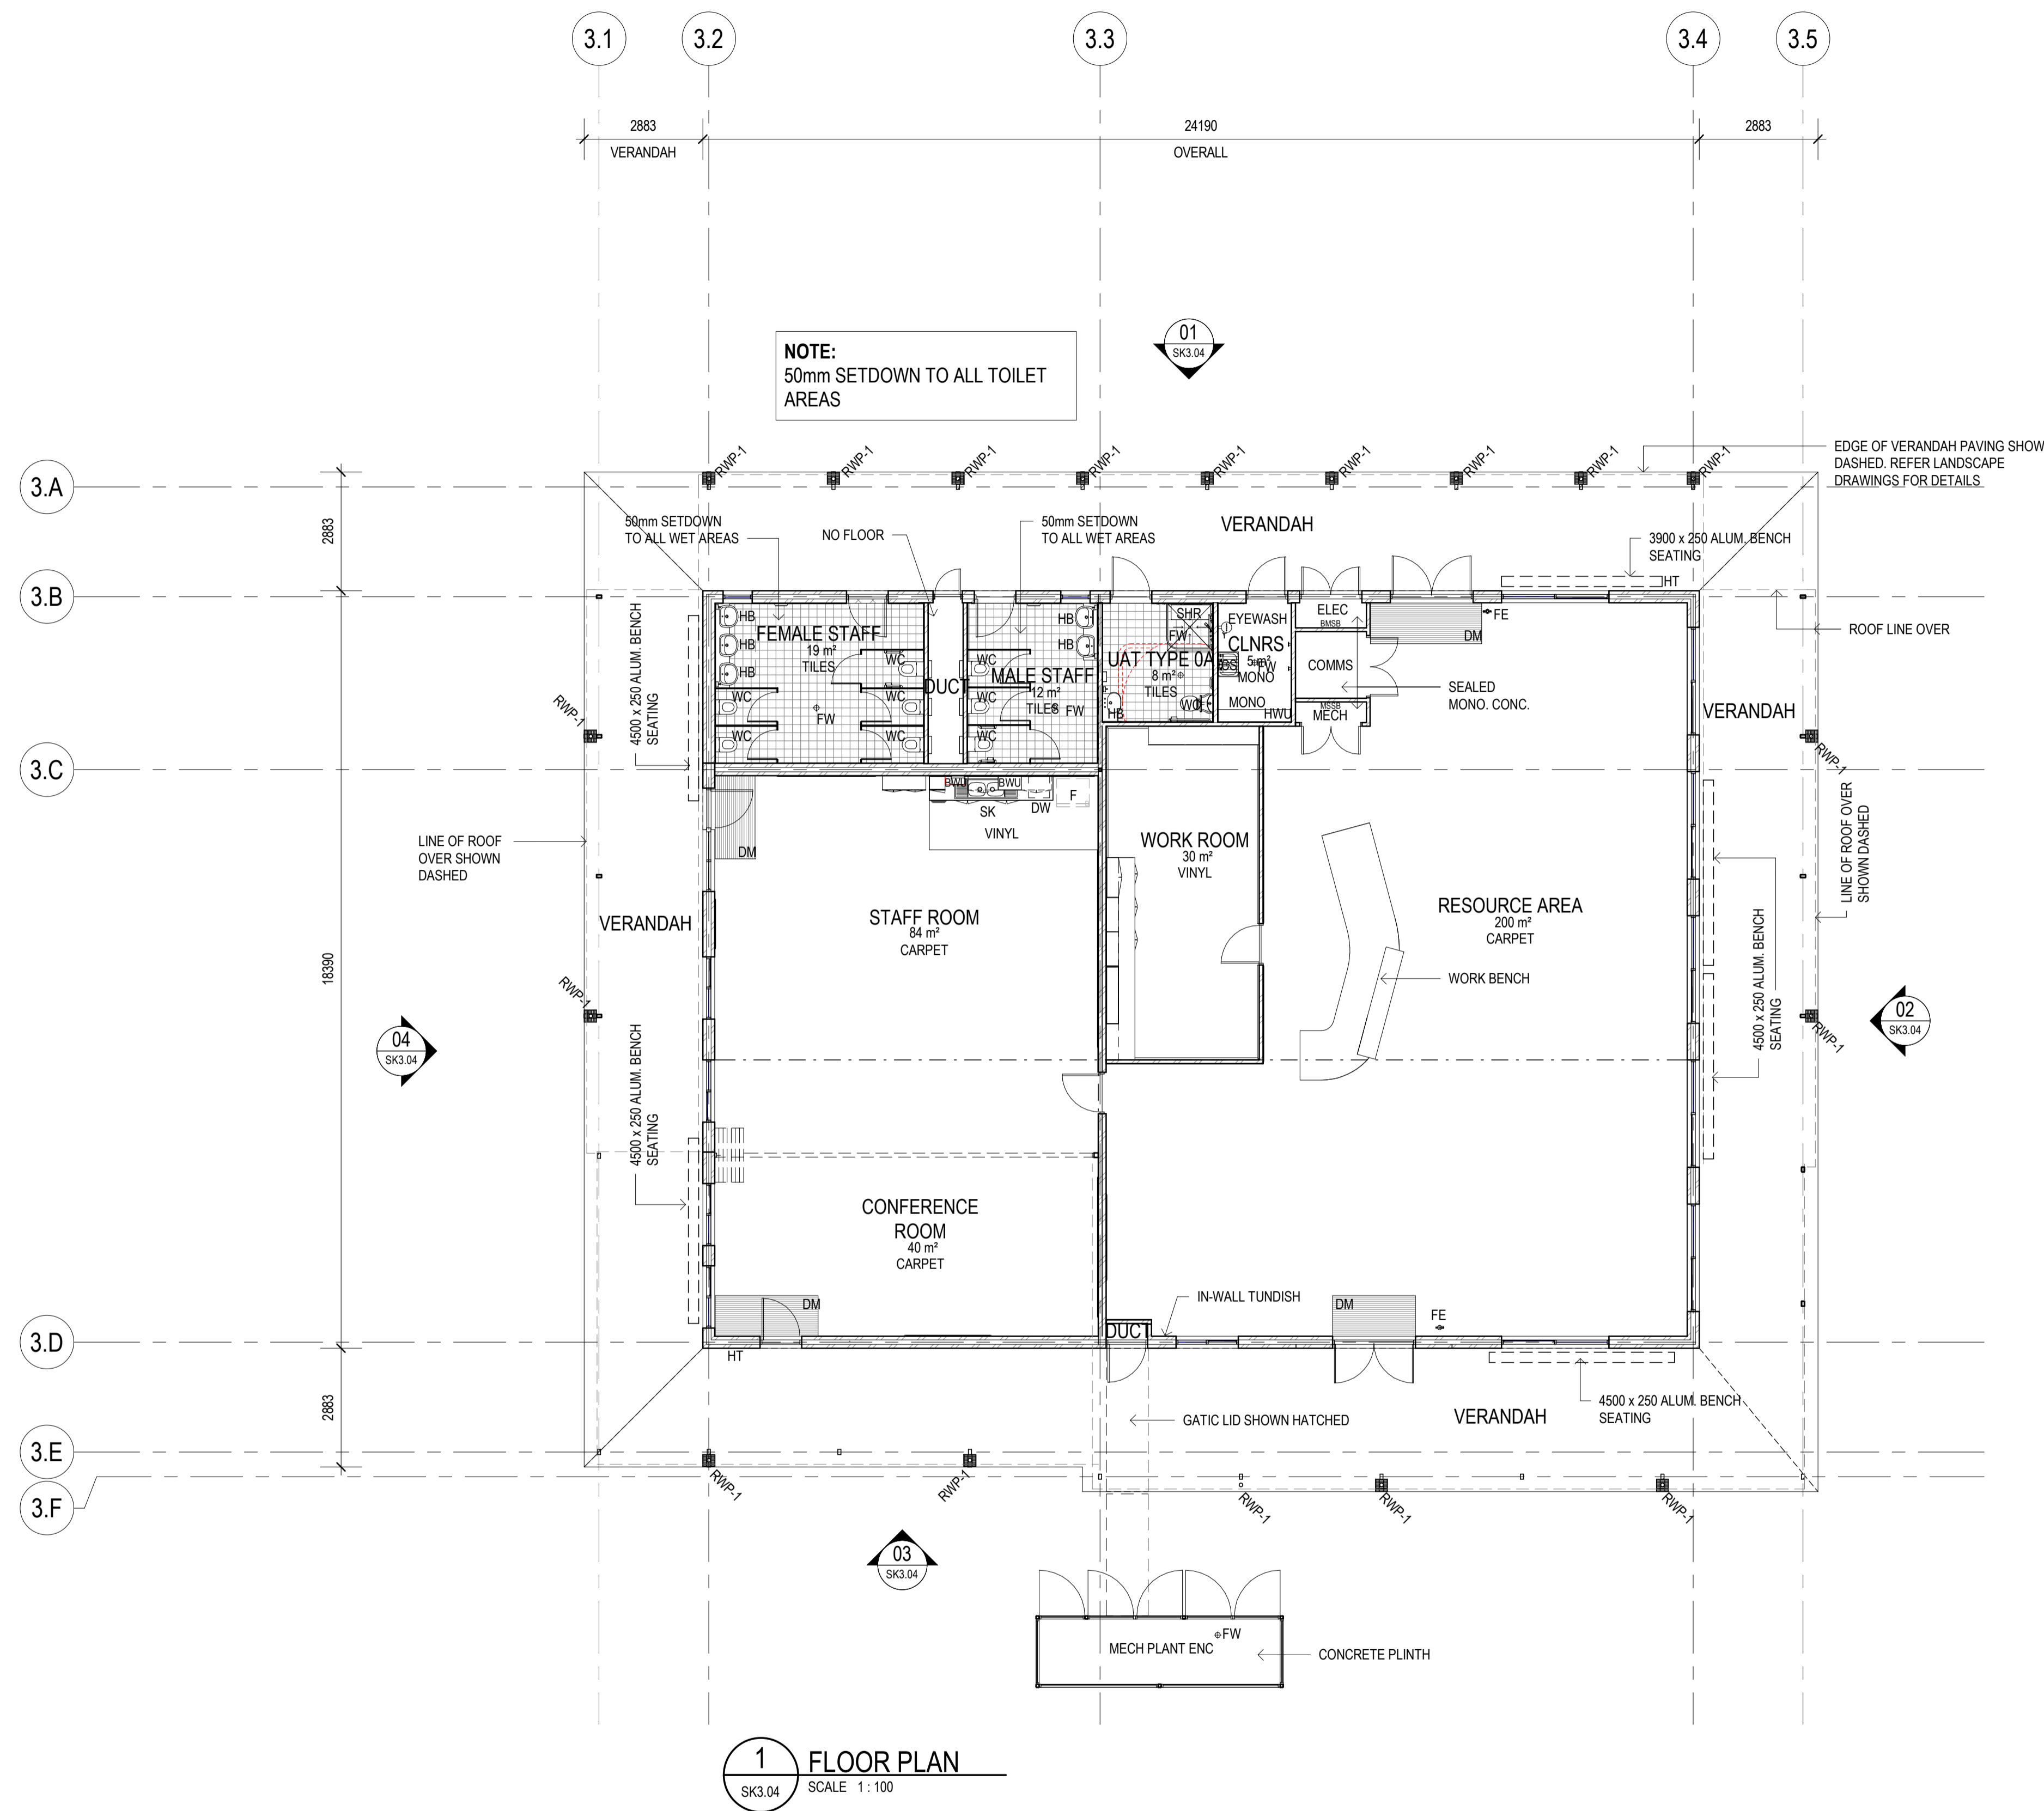 3.1
3.2
3.3
3.4
3.5
2883
VERANDAH
24190
OVERALL
2883
01
SK3.04
NOTE:
50mm SETDOWN TO ALL TOILET
AREAS
RWP-1
RWP-1
RWP-1
RWP-1
RWP-1
RWP-1
RWP-1
RWP-1
RWP-1
EDGE OF VERANDAH PAVING SHOW
DASHED. REFER LANDSCAPE
DRAWINGS FOR DETAILS
3.A
2883
50mm SETDOWN
TO ALL WET AREAS
NO FLOOR
50mm SETDOWN
TO ALL WET AREAS
VERANDAH
3900 x 250 ALUM. BENCH
SEATING
HT
3.B
ROOF LINE OVER
HB
HB
HB
FEMALE STAFF
19 m²
TILES
WC
WC
WC
WC
WC
FW
DUCT
HB
HB
MALE STAFF
12 m²
TILES
WC
WC
WC
FW
SHR
FW
UAT TYPE 0A
8 m²
TILES
HB
WC
EYEWASH
CLNRS
5 m²
MONO
FW
MONO
HWU
ELEC
BMSB
COMMS
MSSB
MECH
FE
DM
SEALED
MONO. CONC.
VERANDAH
4500 x 250 ALUM. BENCH
SEATING
RWP-1
RWP-1
3.C
BWU
BWU
SK
DW
F
VINYL
DM
LINE OF ROOF
OVER SHOWN
DASHED
LINE OF ROOF OVER
SHOWN DASHED
WORK ROOM
30 m²
VINYL
VERANDAH
STAFF ROOM
84 m²
CARPET
RESOURCE AREA
200 m²
CARPET
WORK BENCH
18390
RWP-1
RWP-1
4500 x 250 ALUM. BENCH
SEATING
04
SK3.04
02
SK3.04
4500 x 250 ALUM. BENCH
SEATING
CONFERENCE
ROOM
40 m²
CARPET
DM
IN-WALL TUNDISH
DM
FE
3.D
DUCT
HT
2883
GATIC LID SHOWN HATCHED
VERANDAH
4500 x 250 ALUM. BENCH
SEATING
3.E
3.F
RWP-1
RWP-1
RWP-1
RWP-1
RWP-1
03
SK3.04
MECH PLANT ENC
FW
CONCRETE PLINTH
1
SK3.04
FLOOR PLAN
SCALE 1 : 100